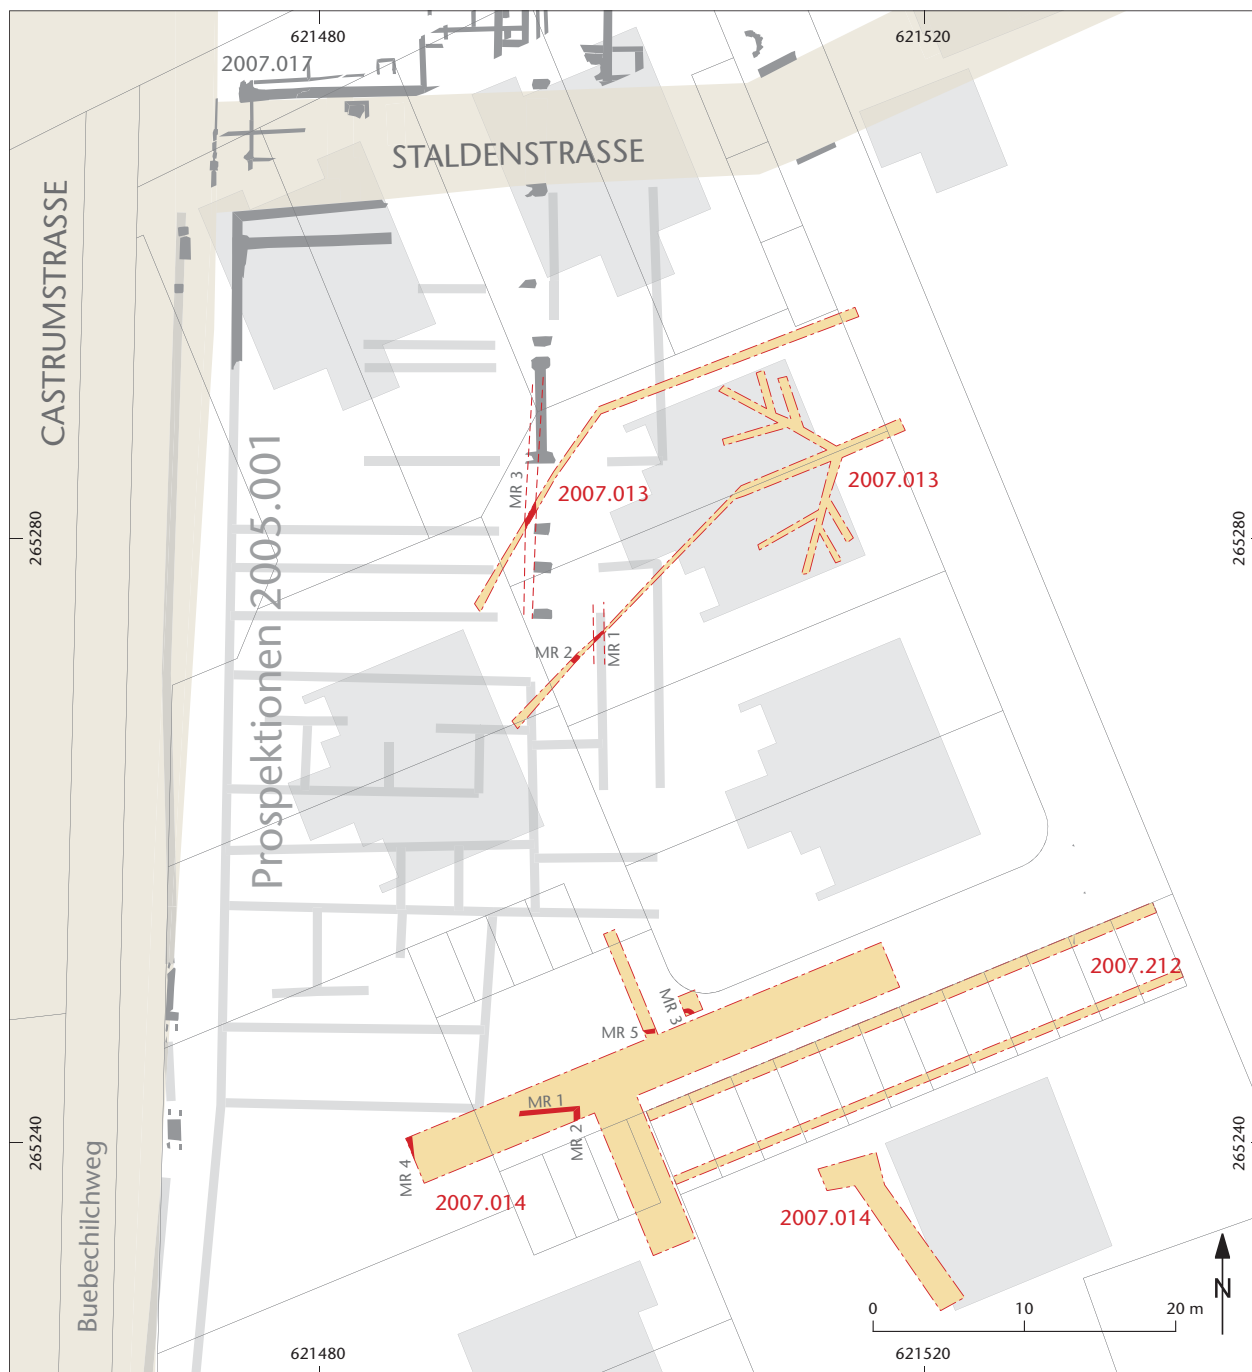 621480
621520
2007.017
STALDENSTRASSE
CASTRUMSTRASSE
Prospektionen 2005.001
MR 3
2007.013
2007.013
265280
265280
MR 2
MR 1
2007.212
MR 3
MR 5
MR 1
MR 2
MR 4
2007.014
2007.014
265240
265240
Buebechilchweg
N
0 10 20 m
621480
621520